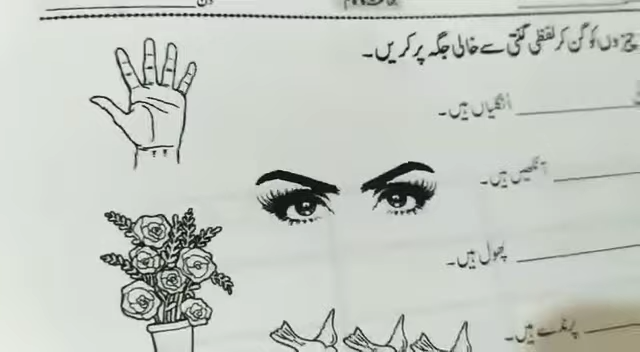 دن
چیزوں کو گن کر لفظی گنتی سے خالی جگہ پر کریں۔
انگلیاں ہیں۔
آنکھیں ہیں۔
پھول ہیں۔
پرندے ہیں۔